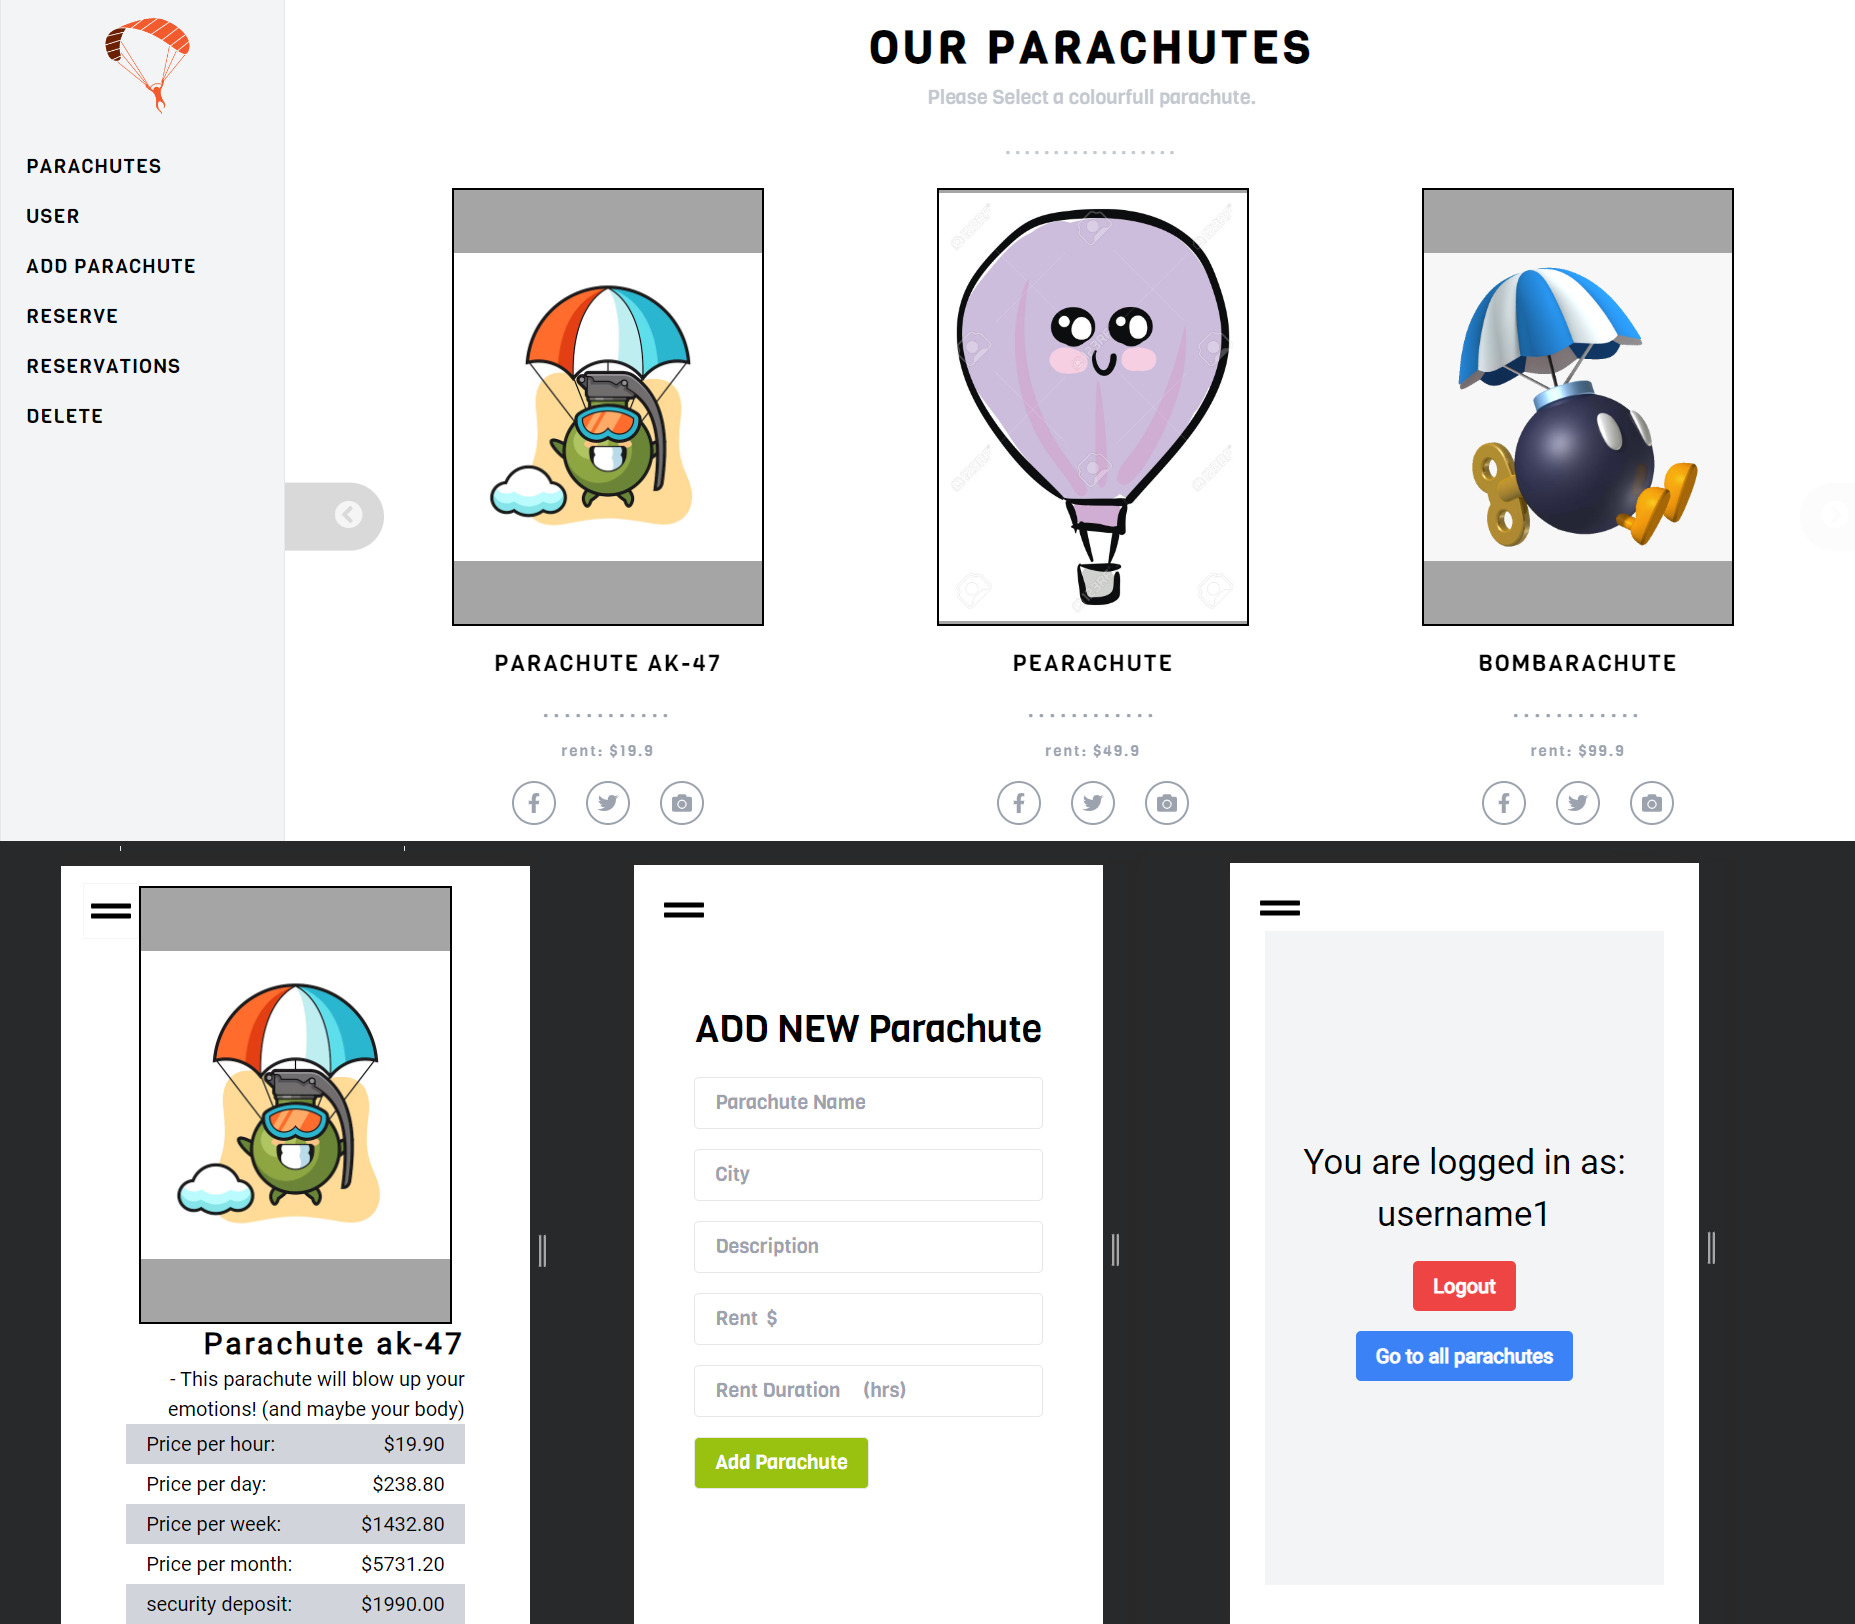 OUR PARACHUTES
Please Select a colourfull parachute.
PARACHUTES
USER
ADD PARACHUTE
RESERVE
RESERVATIONS
DELETE
PARACHUTE AK-47
PEARACHUTE
BOMBARACHUTE
rent: $19.9
rent: $49.9
rent: $99.9
Parachute ak-47
- This parachute will blow up your
emotions! (and maybe your body)
Price per hour: $19.90
Price per day: $238.80
Price per week: $1432.80
Price per month: $5731.20
security deposit: $1990.00
ADD NEW Parachute
Parachute Name
City
Description
Rent $
Rent Duration (hrs)
Add Parachute
You are logged in as:
username1
Logout
Go to all parachutes